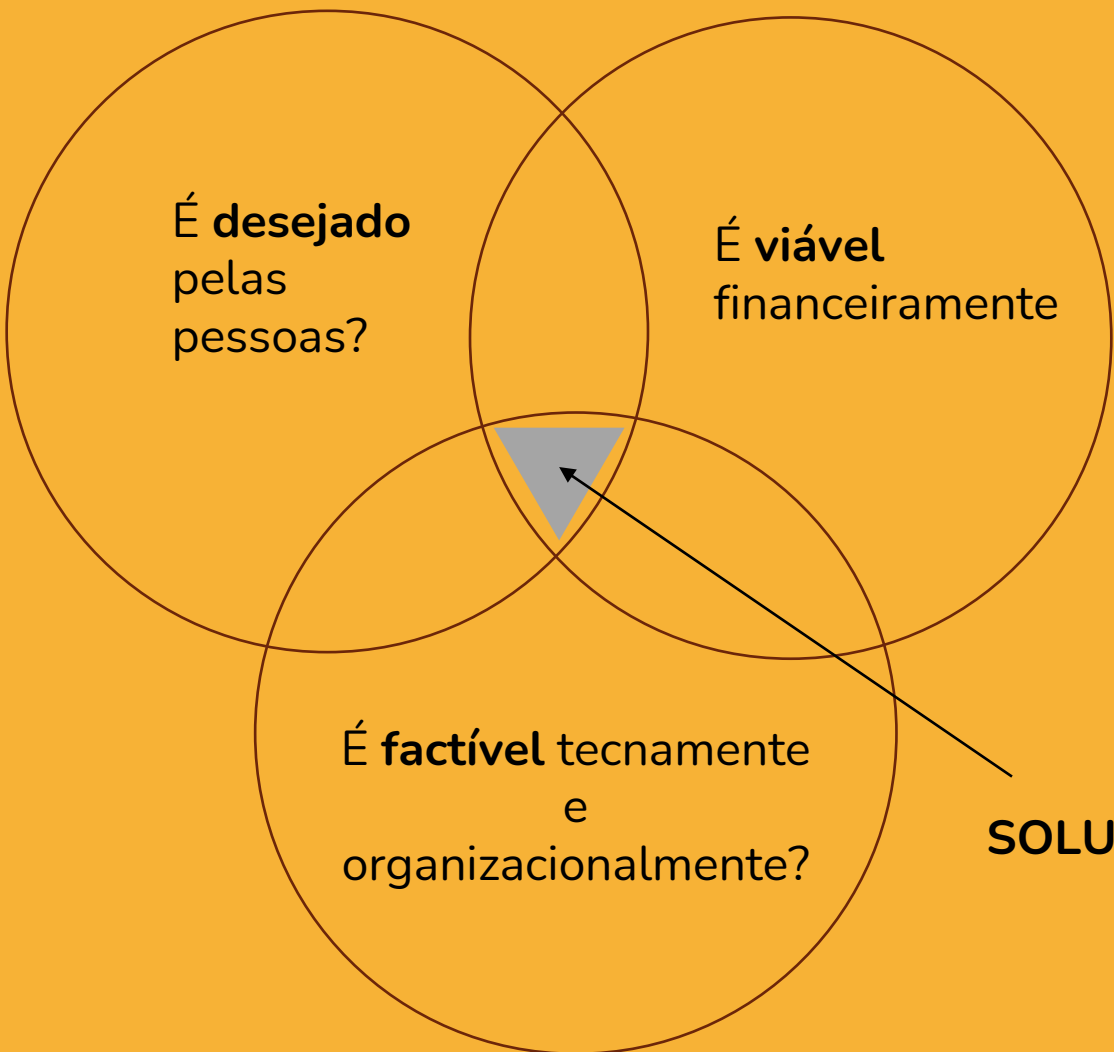 É desejado
pelas
pessoas?
É viável
financeiramente
É factível tecnamente
e
organizacionalmente?
SOLU